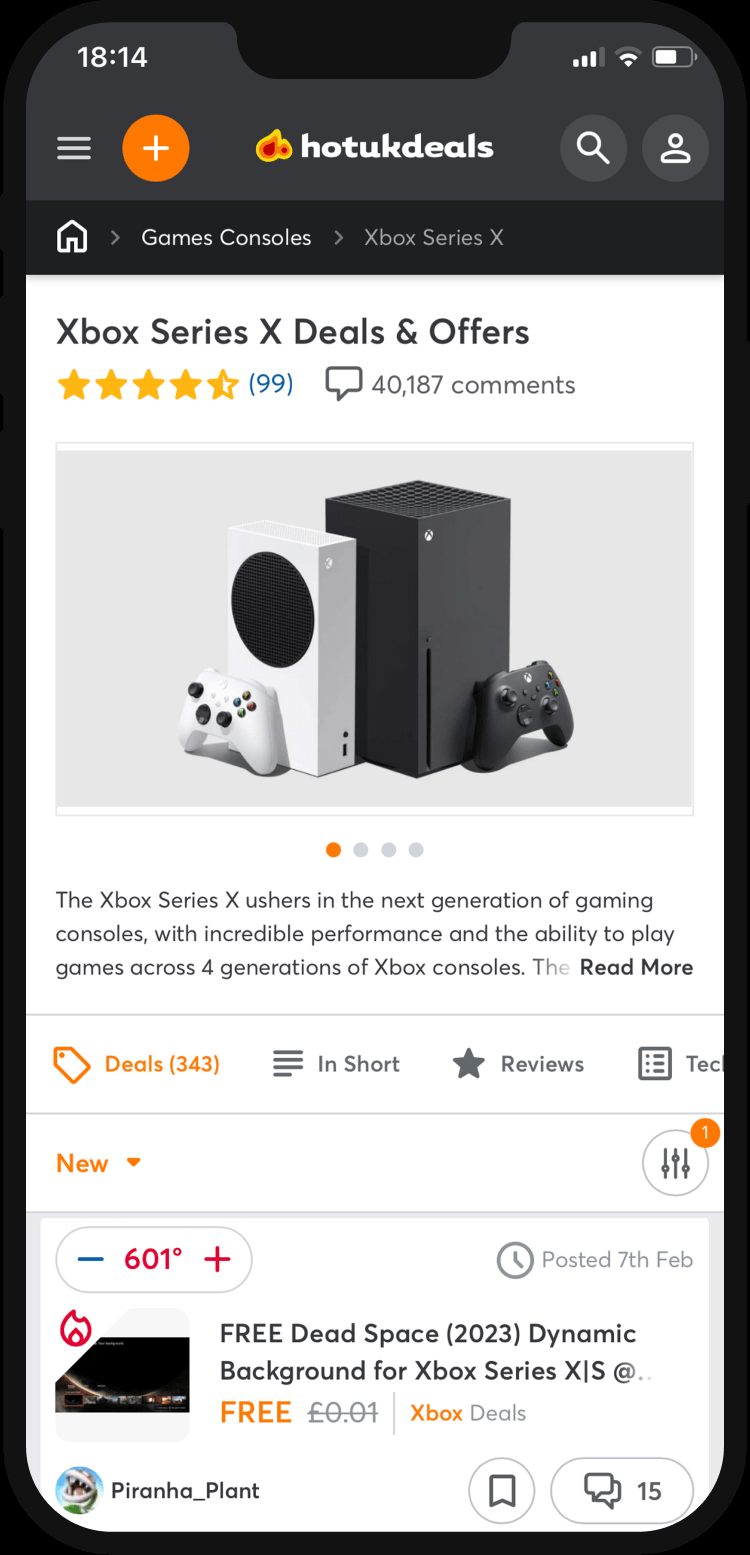 18:14
hotukdeals
Games Consoles
Xbox Series X
Xbox Series X Deals & Offers
(99)
40,187 comments
The Xbox Series X ushers in the next generation of gaming
consoles, with incredible performance and the ability to play
games across 4 generations of Xbox consoles. The Read More
Deals (343)
In Short
Reviews
Tec
New
1
601°
Posted 7th Feb
FREE Dead Space (2023) Dynamic
Background for Xbox Series X|S @..
FREE £0.01
Xbox Deals
Piranha_Plant
15